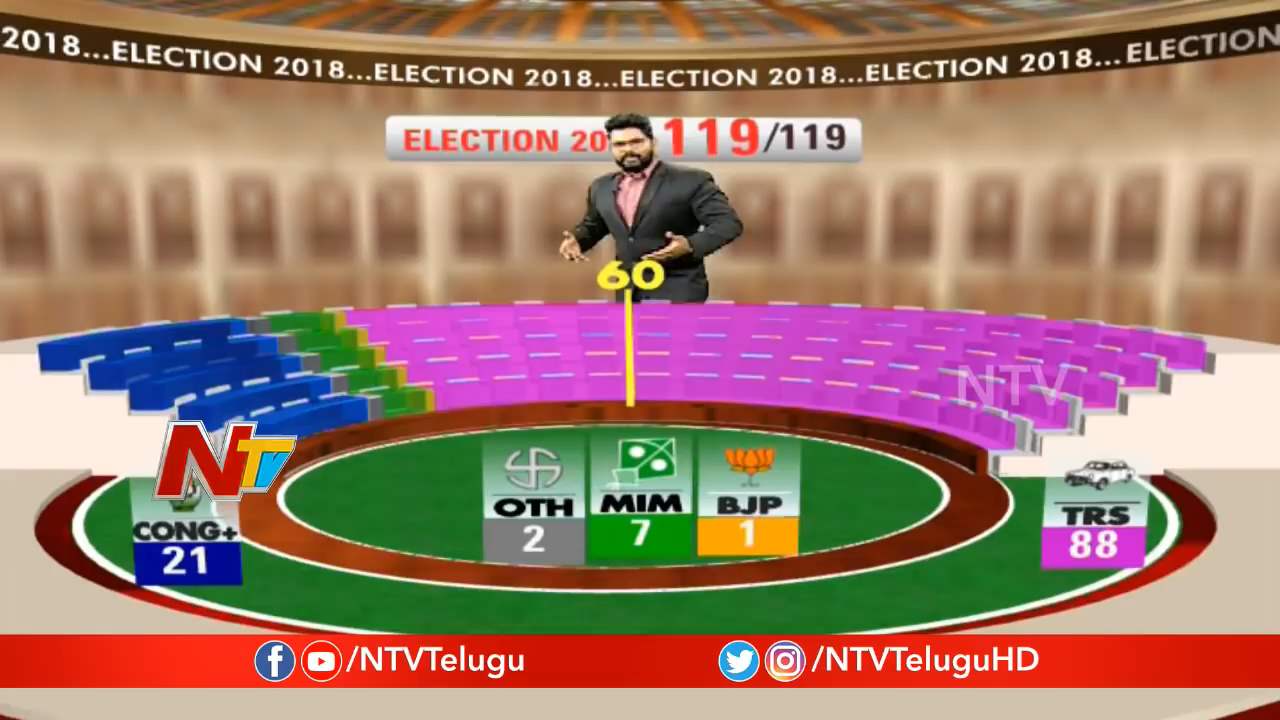 2018...ELECTION 2018...ELECTION 2018...ELECTION 2018...ELECTION 2018...ELECTION
ELECTION 20 119/119
60
NTV
NTV
CONG+
21
OTH
2
MIM
7
BJP
1
TRS
88
/NTVTelugu
/NTVTeluguHD